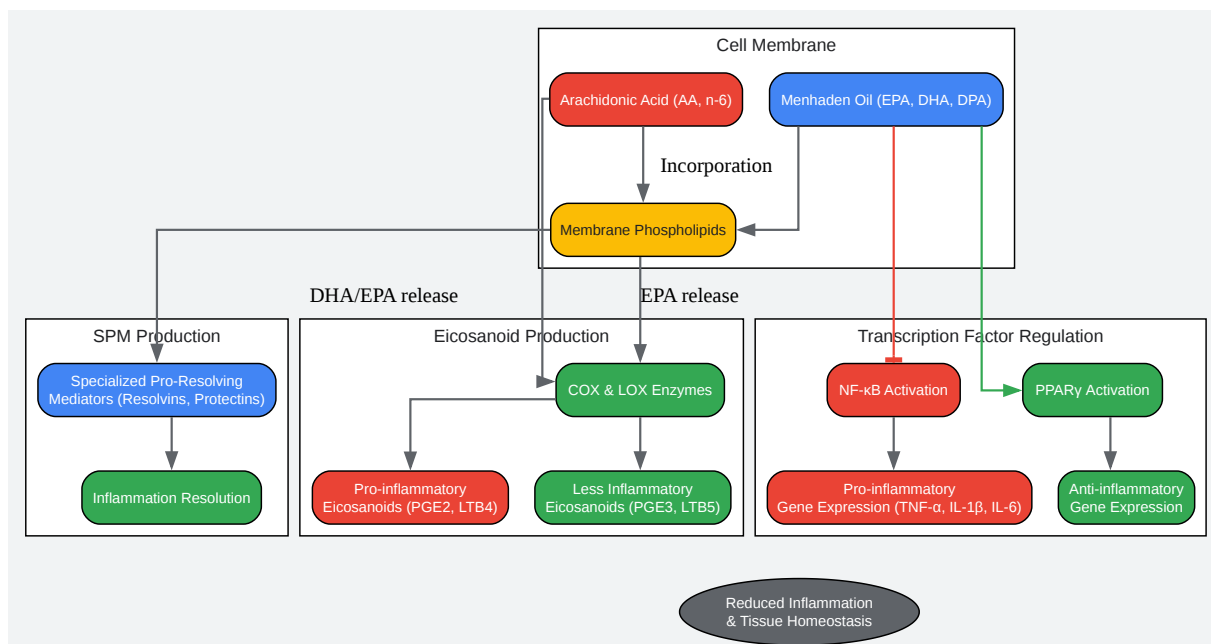 Cell Membrane
Arachidonic Acid (AA, n-6)
Menhaden Oil (EPA, DHA, DPA)
Incorporation
Membrane Phospholipids
DHA/EPA release
EPA release
SPM Production
Eicosanoid Production
Transcription Factor Regulation
Specialized Pro-Resolving
Mediators (Resolvins, Protectins)
COX & LOX Enzymes
NF-κB Activation
PPARγ Activation
Inflammation Resolution
Pro-inflammatory
Eicosanoids (PGE2, LTB4)
Less Inflammatory
Eicosanoids (PGE3, LTB5)
Pro-inflammatory
Gene Expression (TNF-α, IL-1β, IL-6)
Anti-inflammatory
Gene Expression
Reduced Inflammation
& Tissue Homeostasis